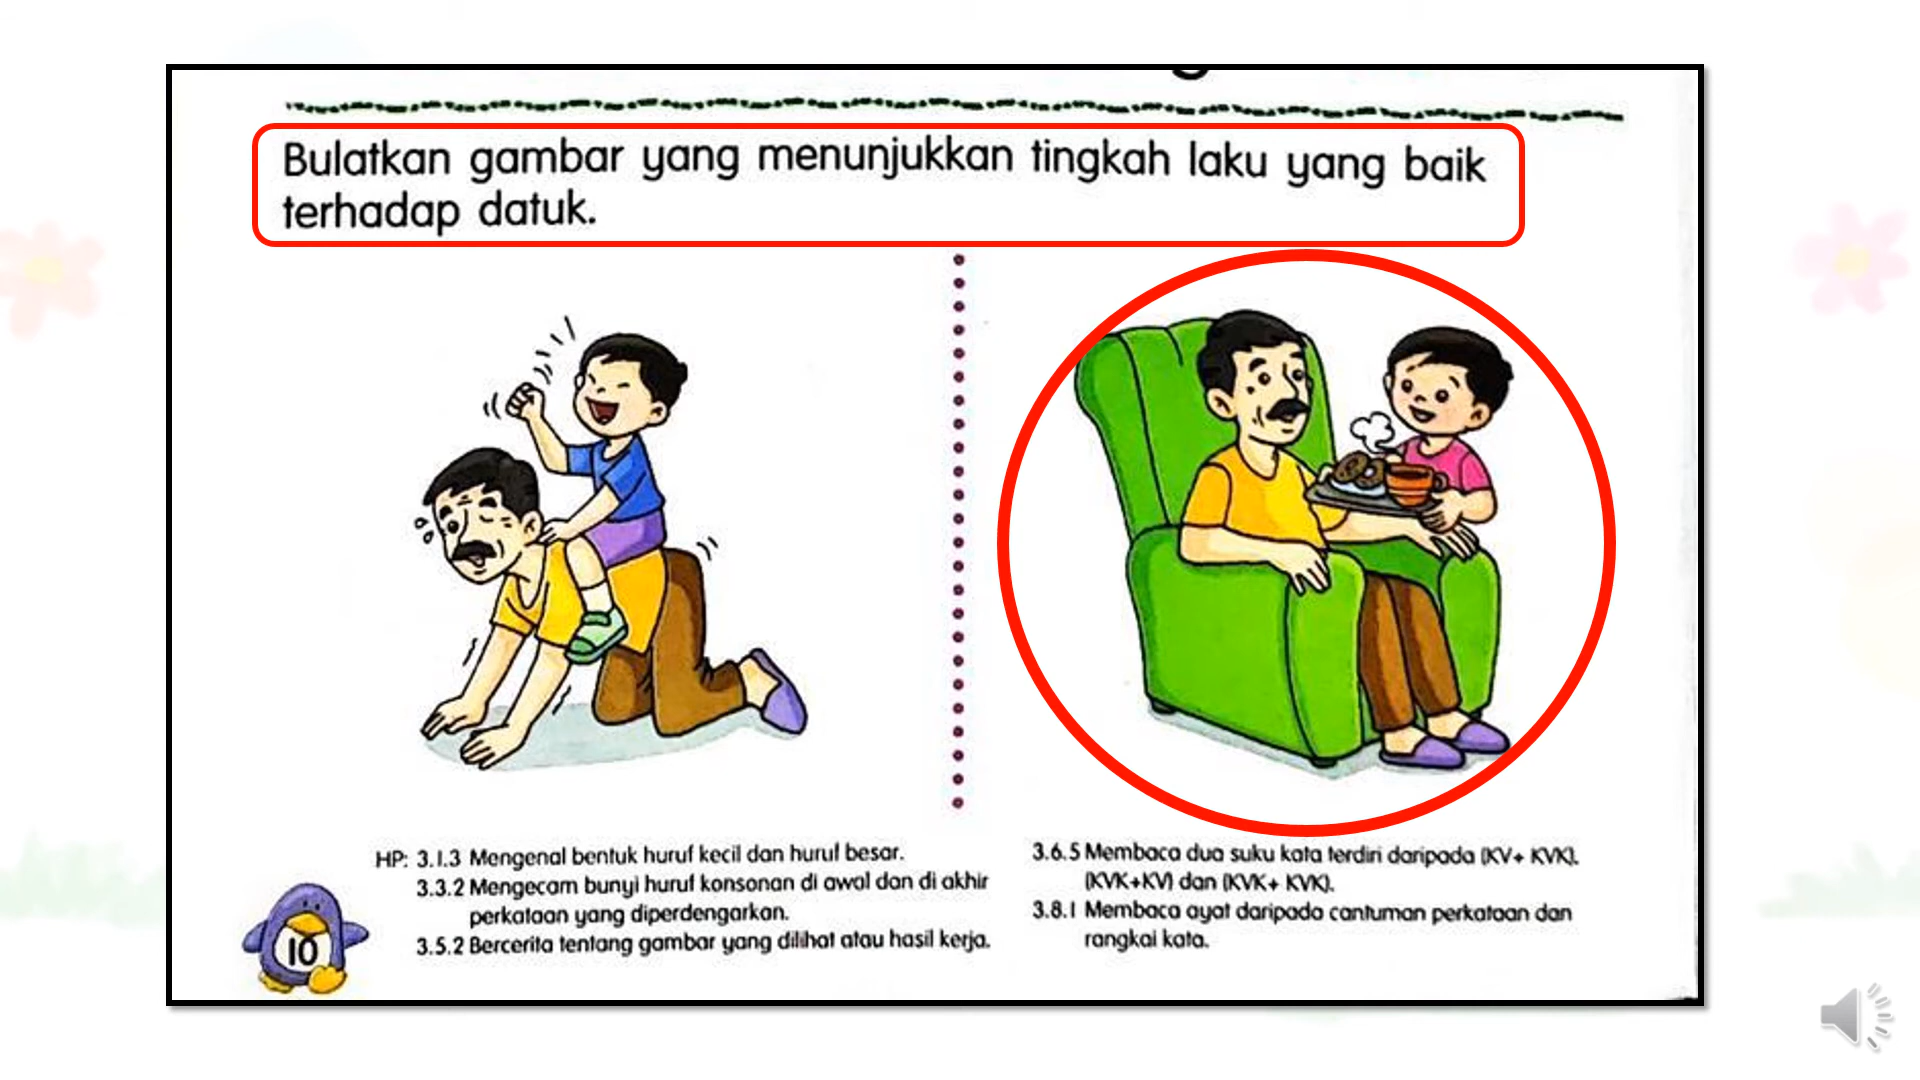 Bulatkan gambar yang menunjukkan tingkah laku yang baik
terhadap datuk.
HP: 3.1.3 Mengenal bentuk huruf kecil dan huruf besar.
3.3.2 Mengecam bunyi huruf konsonan di awal dan di akhir
perkataan yang diperdengarkan.
3.5.2 Bercerita tentang gambar yang dilihat atau hasil kerja.
3.6.5 Membaca dua suku kata terdiri daripada (KV+ KVK).
(KVK+KV) dan (KVK+ KVK).
3.8.1 Membaca ayat daripada cantuman perkataan dan
rangkai kata.
10